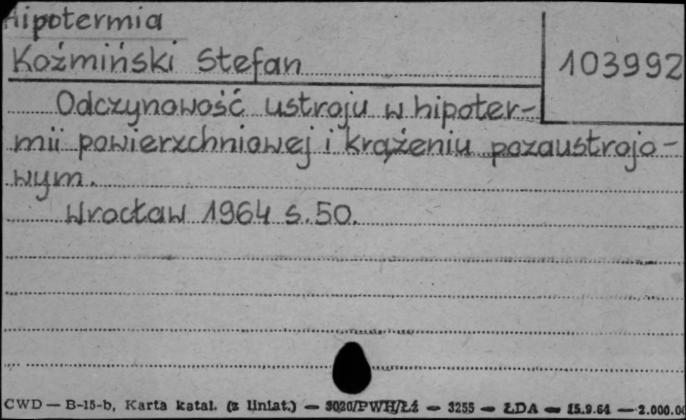 Hipotermia
Koźmiński Stefan
103992
Odczynowość ustroju w hipoter-
mii powierzchniowej i krążeniu pozaustrojo-
wym.
Wrocław 1964 s. 50.
CWD — B-15-b, Karta katal. (z liniat.) — 3020/PWH/Łź — 3255 — ŁDA — 15.9.64 — 2.000.00